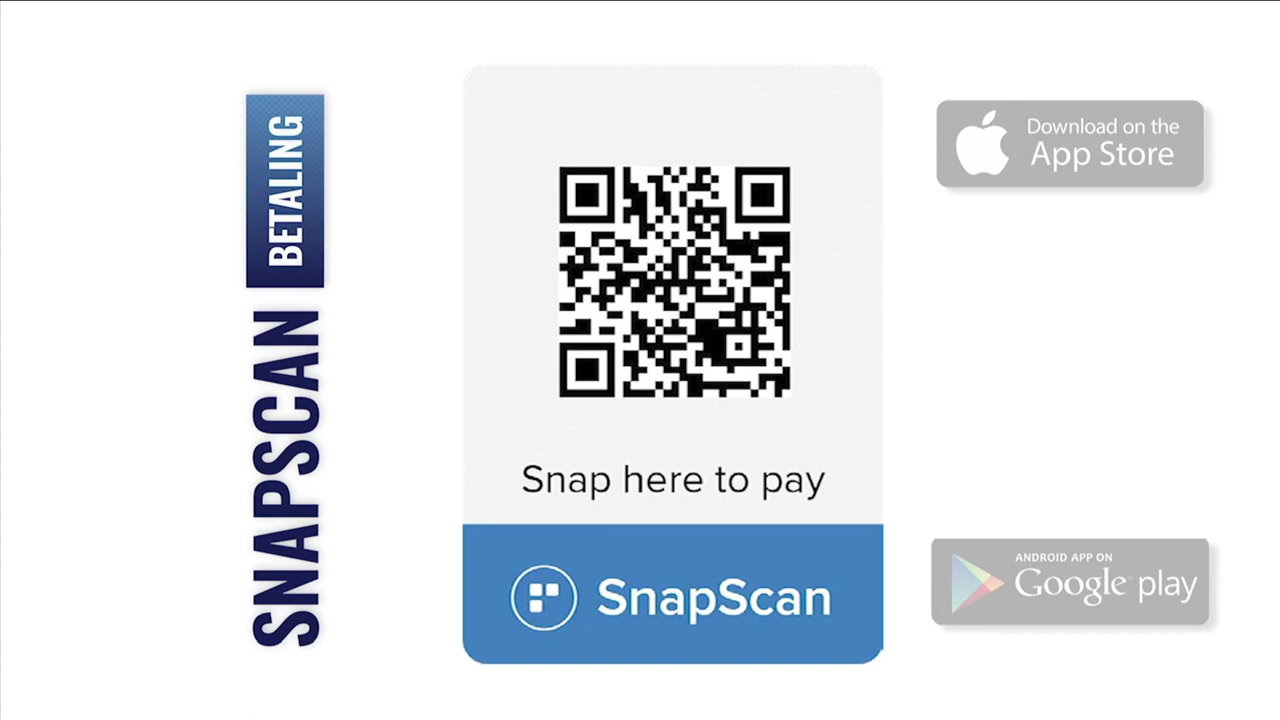 SNAPSCAN BETALING
Snap here to pay
SnapScan
Download on the
App Store
ANDROID APP ON
Google play